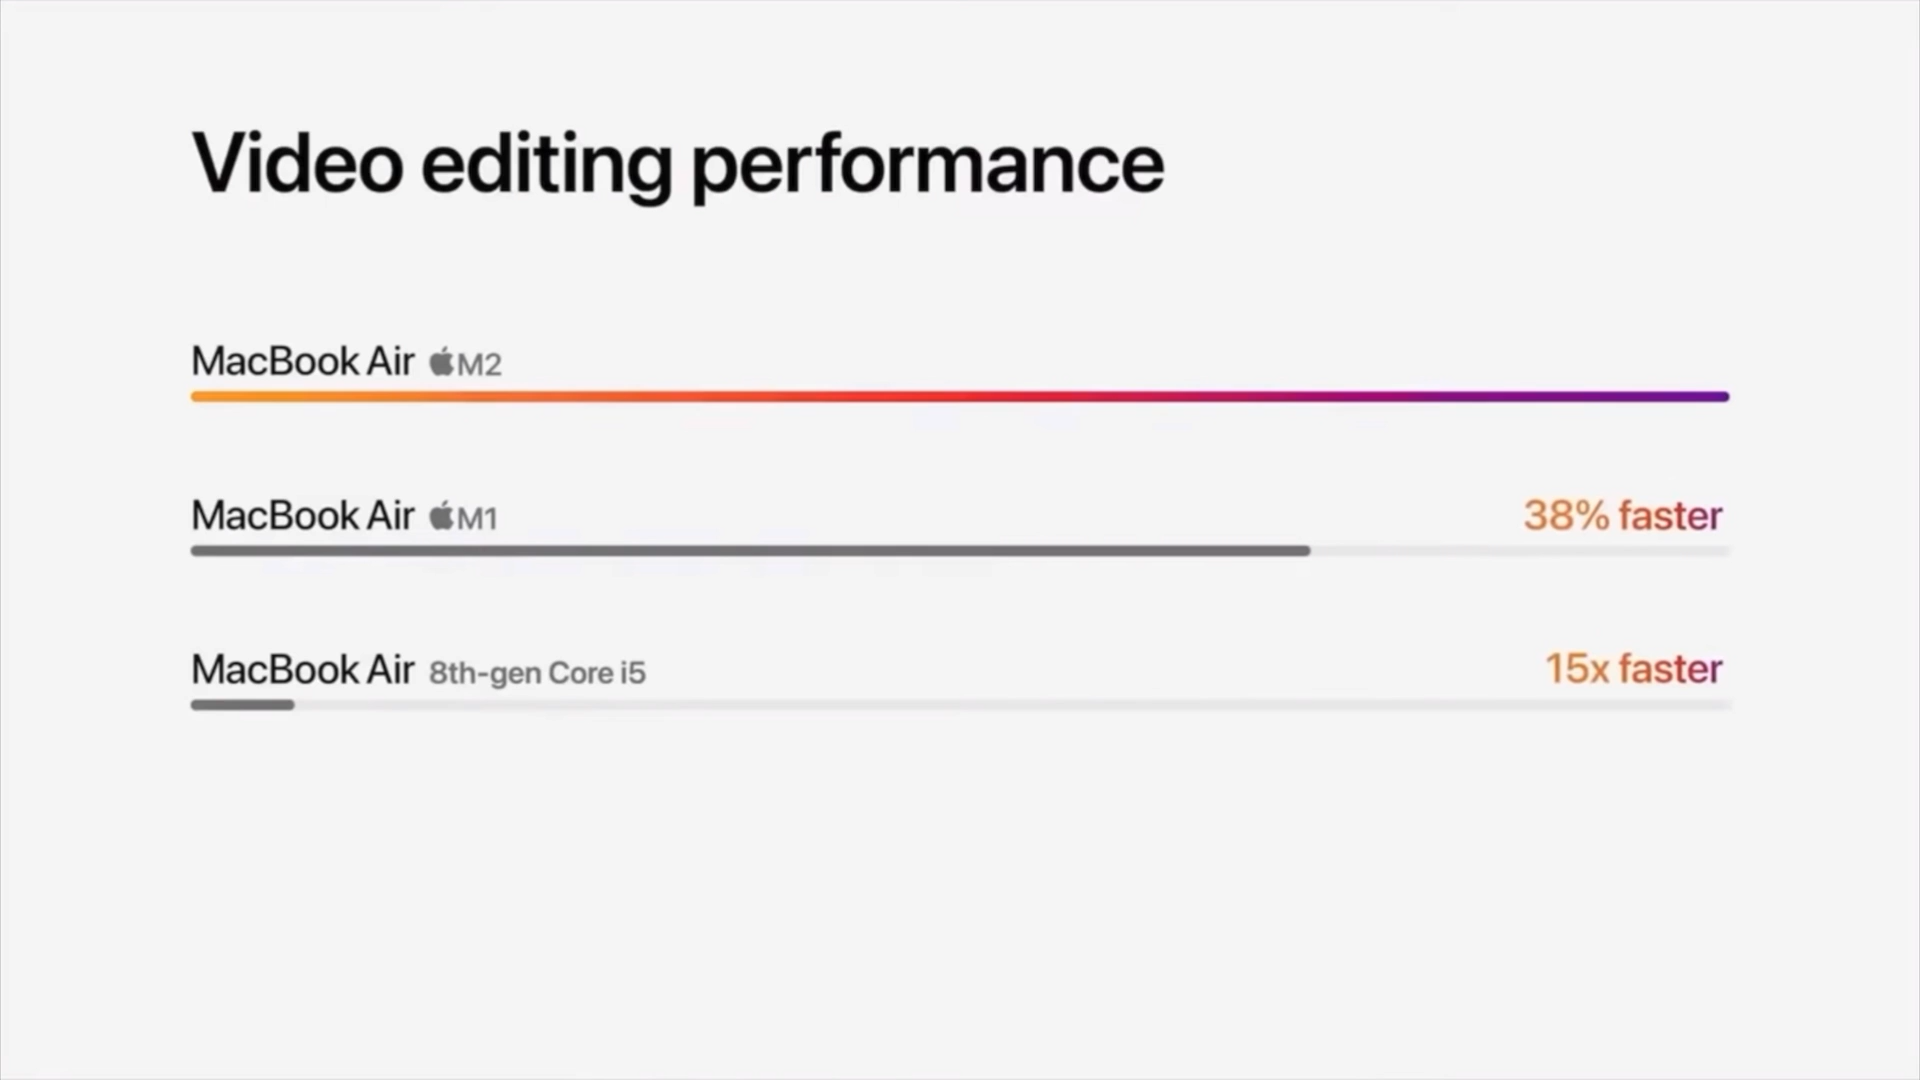 Video editing performance
MacBook Air M2
MacBook Air M1
38% faster
MacBook Air 8th-gen Core i5
15x faster